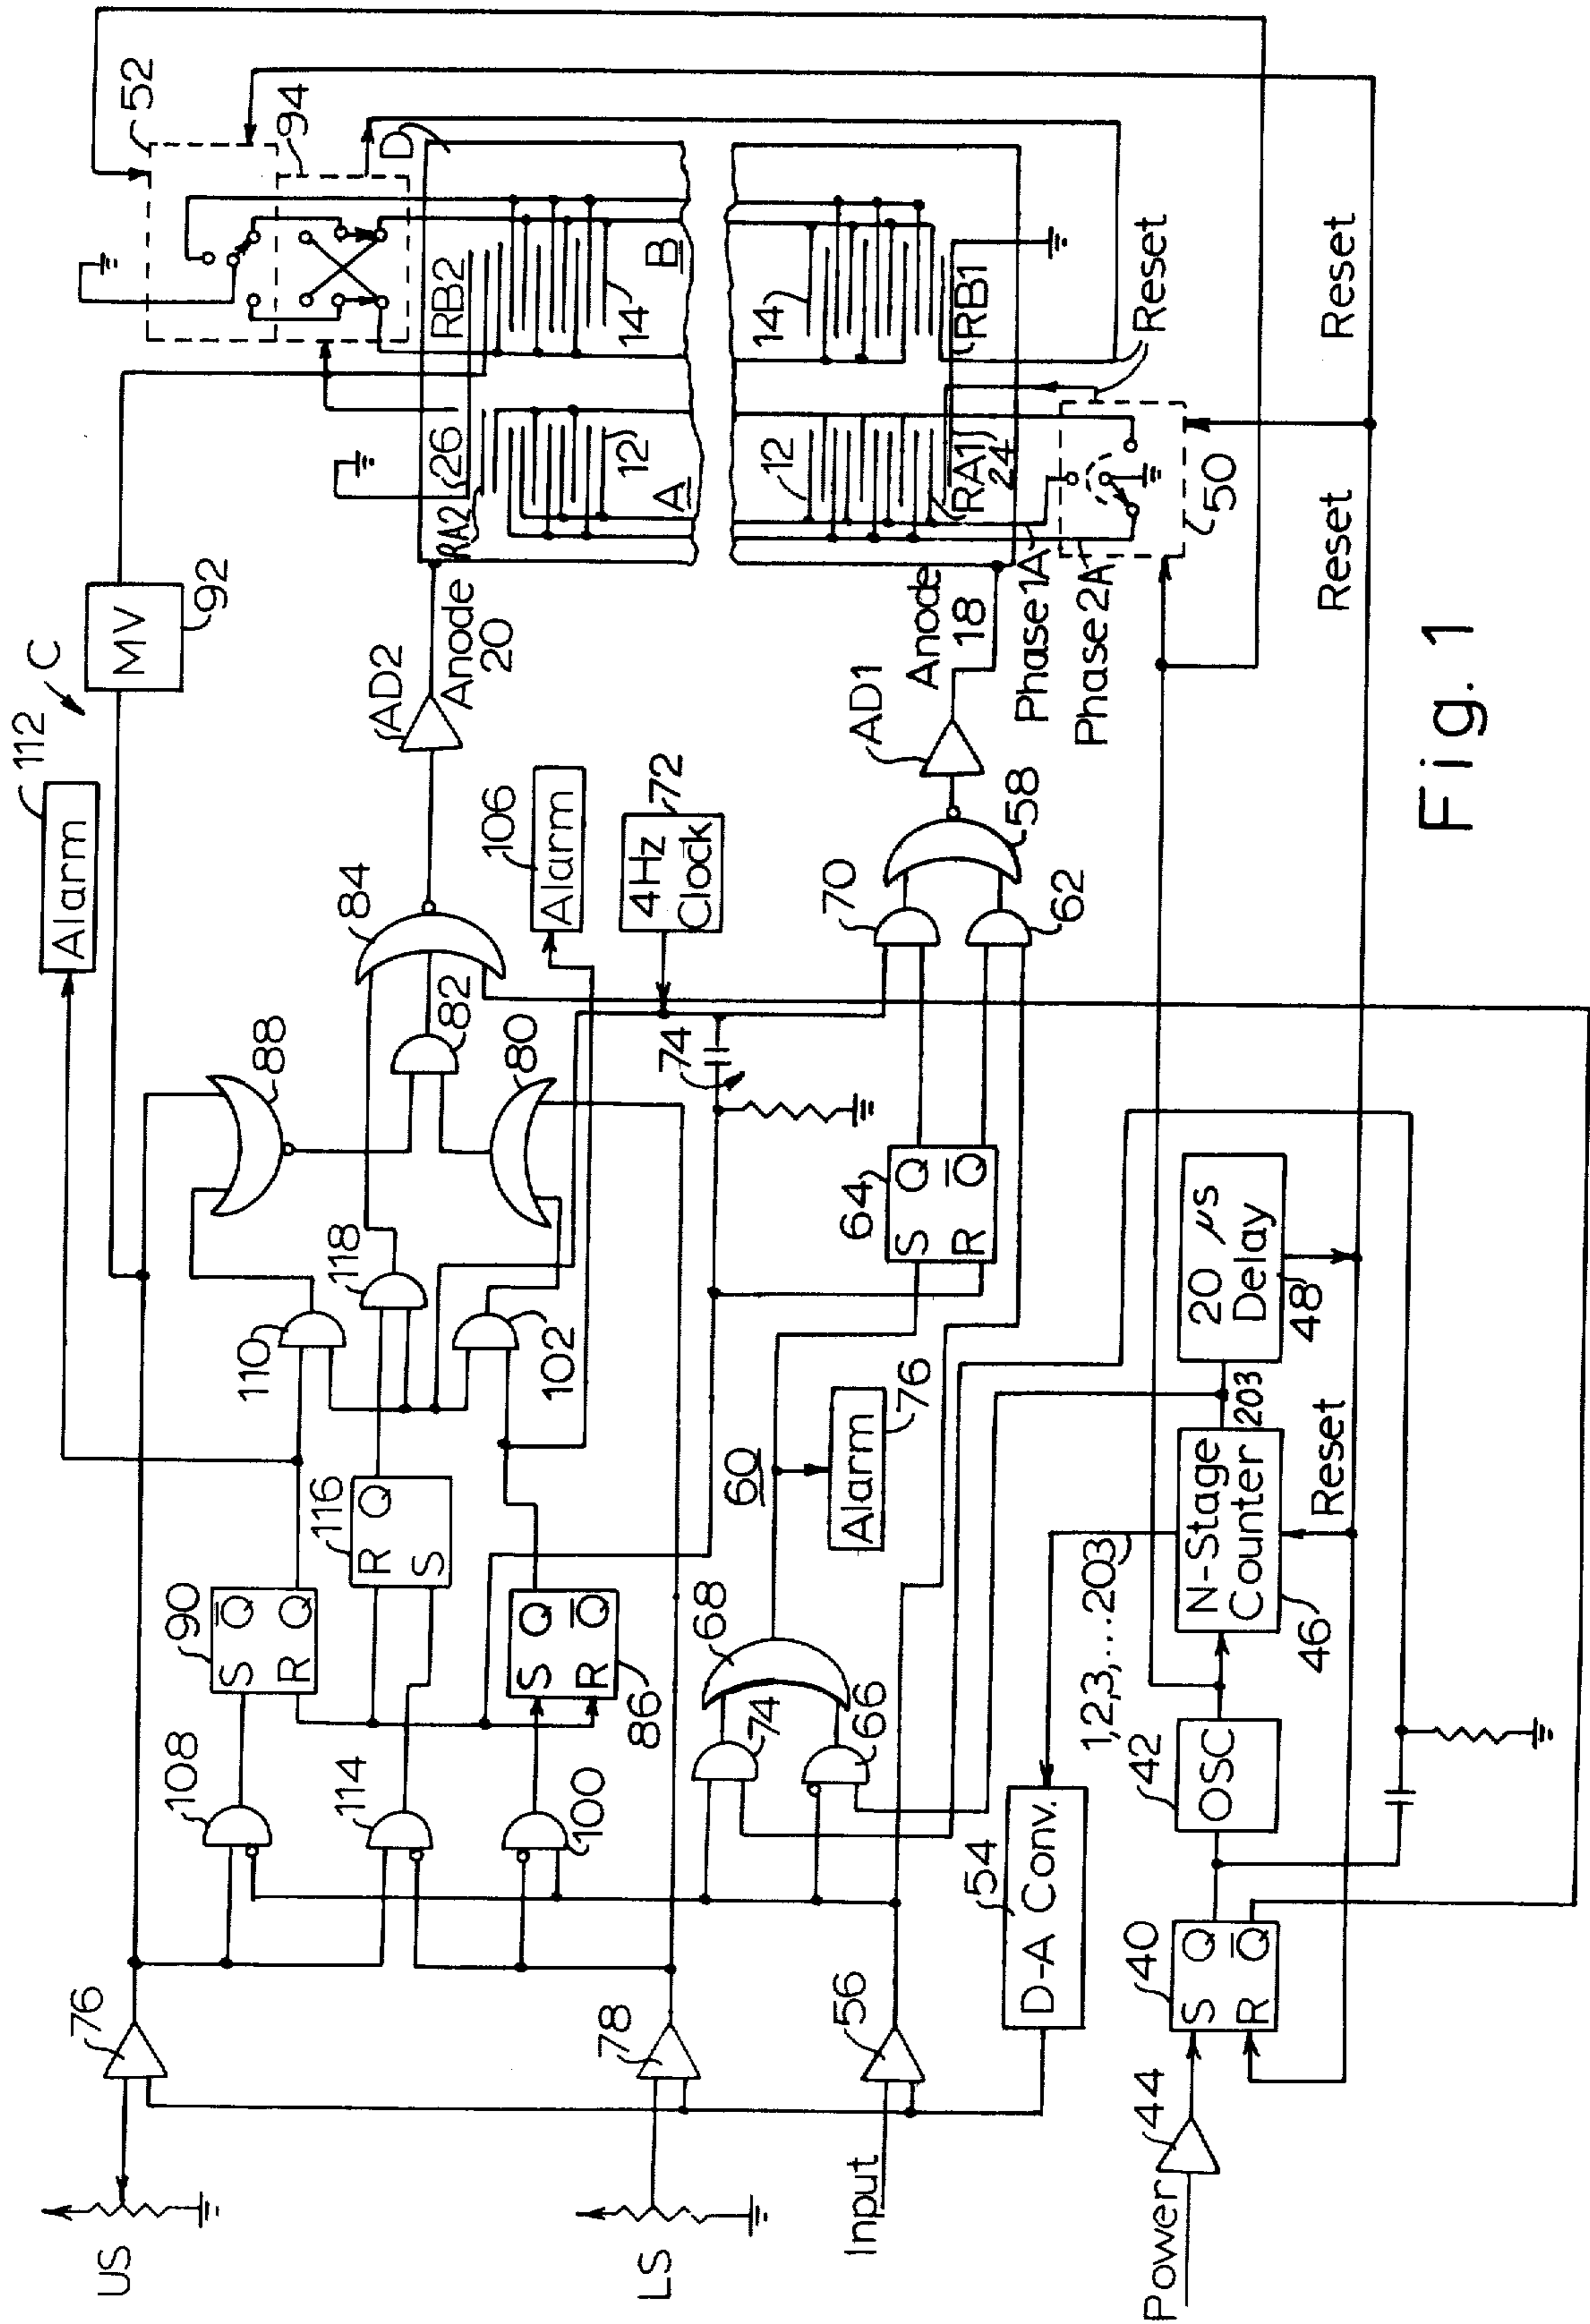 US
LS
Input
Power
76
78
56
44
108
114
100
90
S Q̅
R Q
116
R Q
S
86
S Q
R Q̅
74
66
68
60
Alarm
76
54
D-A Conv.
1,2,3,...203
40
S Q
R Q̅
42
OSC
46
N-Stage
Counter
203
Reset
48
20 μs
Delay
110
118
102
88
80
82
84
64
S Q
R Q̅
74
72
4Hz
Clock
106
Alarm
112
Alarm
C
MV
92
70
62
58
AD2
Anode
20
AD1
Anode
18
Phase 1A
Phase 2A
RA2
26
A
12
12
RA1
24
RB2
B
14
14
RB1
D
52
94
50
Reset
Reset
Reset
Fig. 1